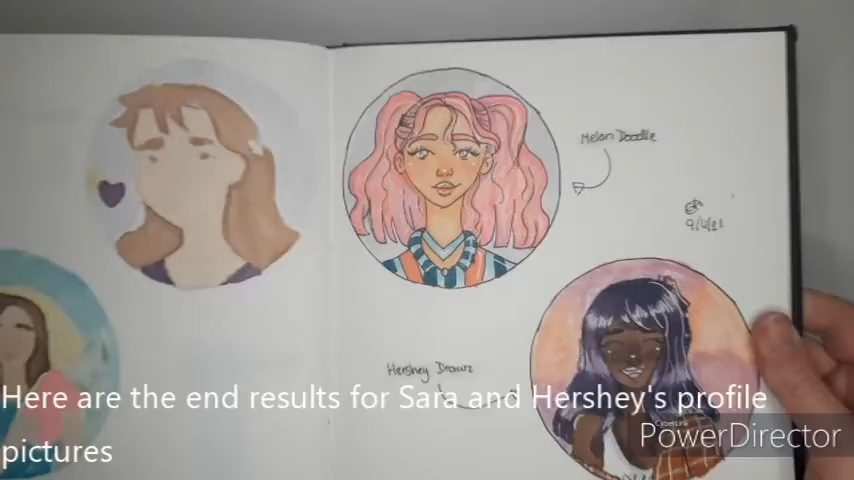 Melon Doodle
9/4/21
Hershey Drawz
Here are the end results for Sara and Hershey's profile
pictures
CyberLink
PowerDirector